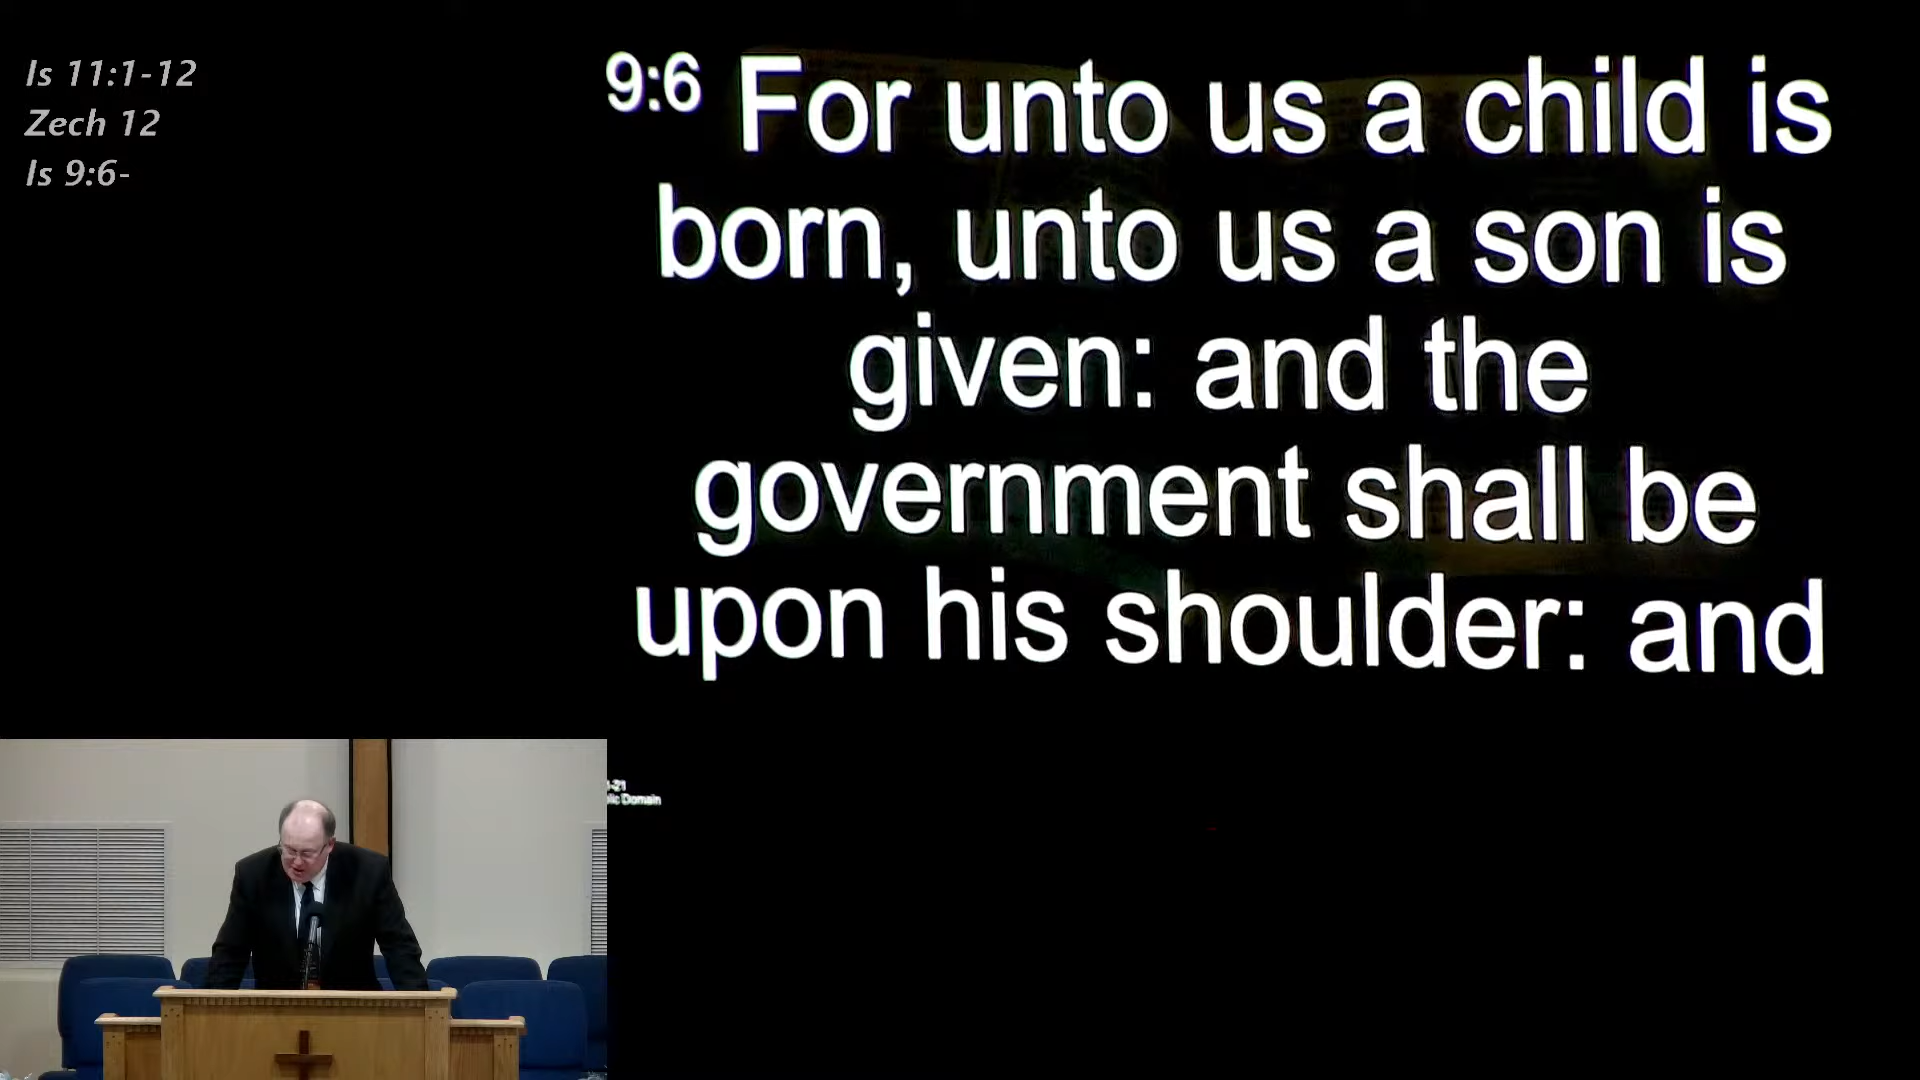 Is 11:1-12
Zech 12
Is 9:6-
9:6 For unto us a child is
born, unto us a son is
given: and the
government shall be
upon his shoulder: and
Domain